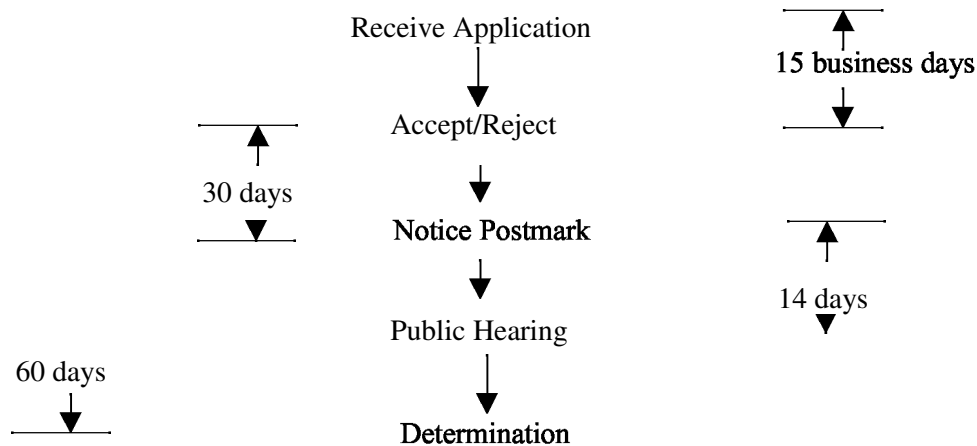 Receive Application
15 business days
Accept/Reject
30 days
Notice Postmark
14 days
Public Hearing
60 days
Determination